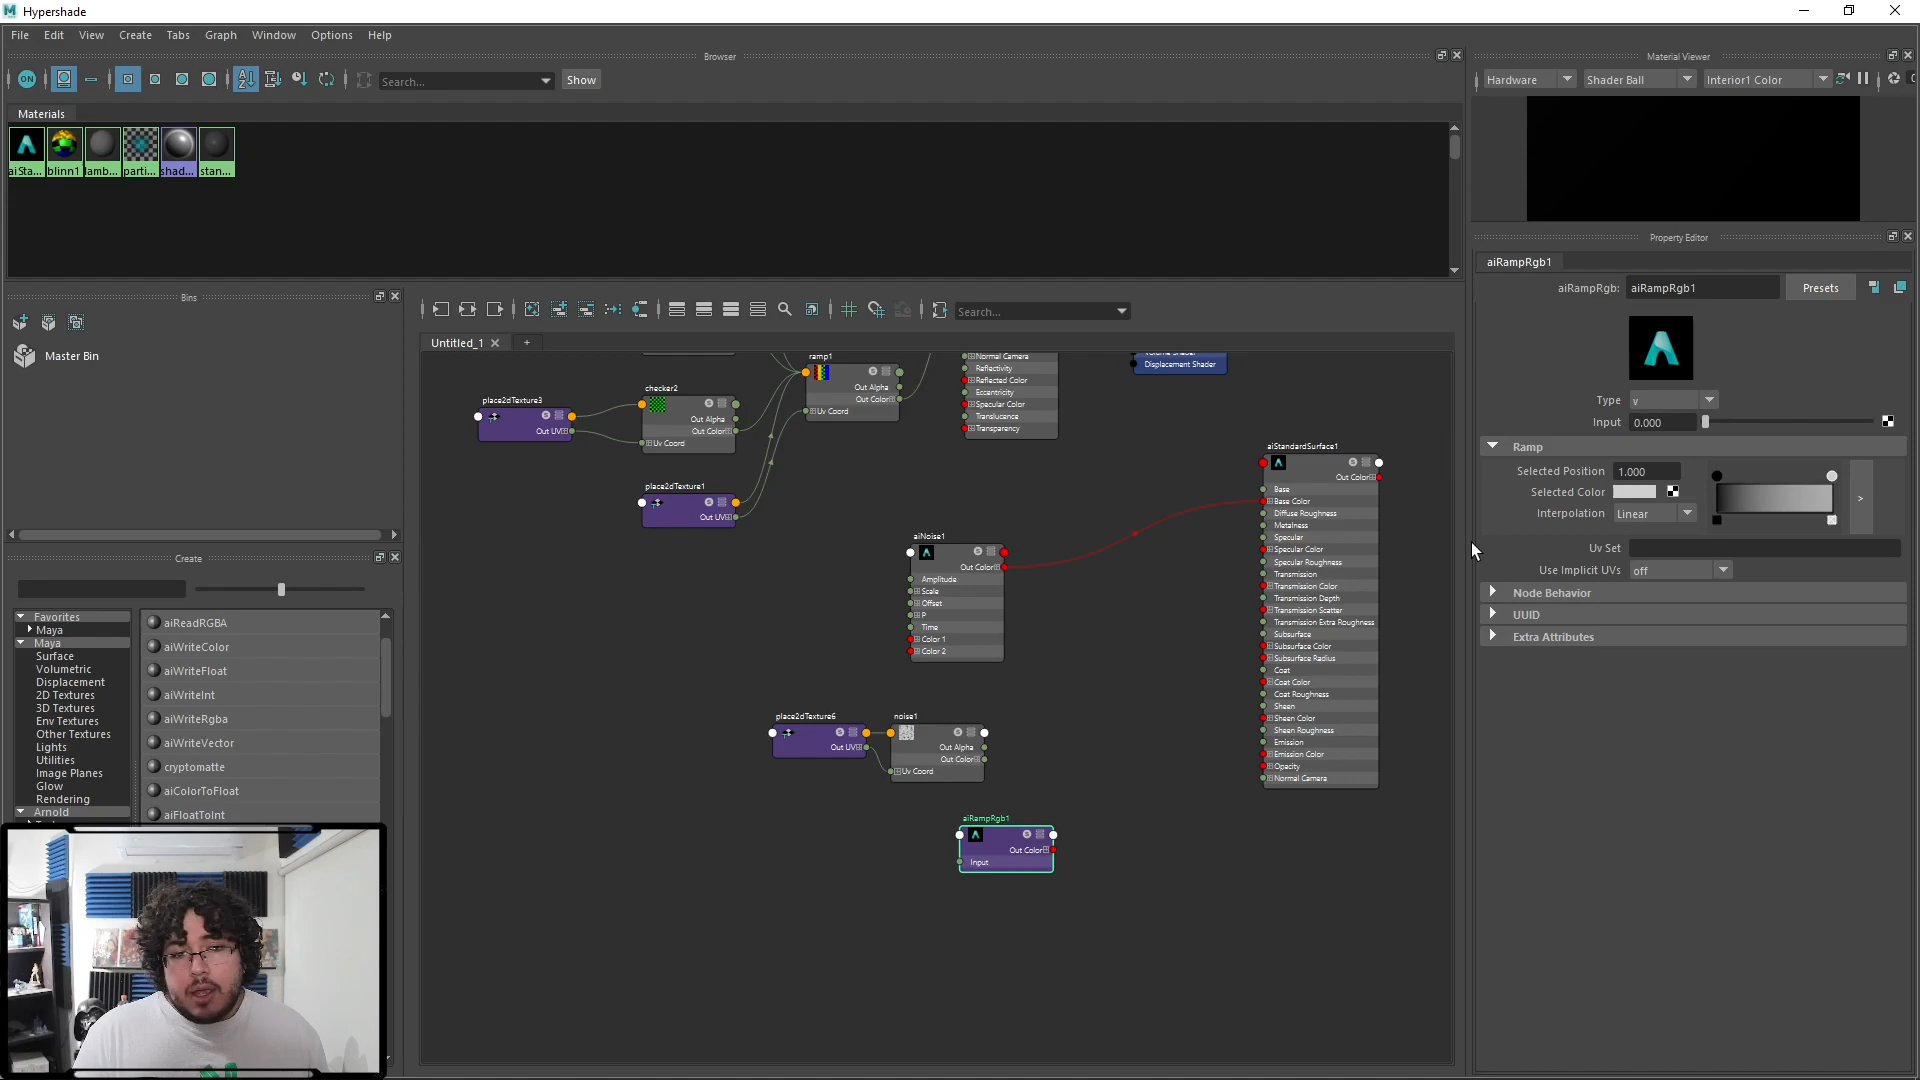 Hypershade
File Edit View Create Tabs Graph Window Options Help
Browser
Material Viewer
ON Search... Show
Hardware Shader Ball Interior1 Color
Materials
aiSta... blinn1 lamb... parti... shad... stan...
Property Editor
aiRampRgb1
aiRampRgb: aiRampRgb1 Presets
Type v
Input 0.000
Ramp
Selected Position 1.000
Selected Color
Interpolation Linear
>
Uv Set
Use Implicit UVs off
Node Behavior
UUID
Extra Attributes
Bins
Master Bin
Search...
Untitled_1
+
ramp1
Out Alpha
Out Color
Uv Coord
checker2
Out Alpha
Out Color
Uv Coord
place2dTexture3
Out UV
place2dTexture1
Out UV
Normal Camera
Reflectivity
Reflected Color
Eccentricity
Specular Color
Translucence
Transparency
Displacement Shader
aiStandardSurface1
Out Color
Base
Base Color
Diffuse Roughness
Metalness
Specular
Specular Color
Specular Roughness
Transmission
Transmission Color
Transmission Depth
Transmission Scatter
Transmission Extra Roughness
Subsurface
Subsurface Color
Subsurface Radius
Coat
Coat Color
Coat Roughness
Sheen
Sheen Color
Sheen Roughness
Emission
Emission Color
Opacity
Normal Camera
aiNoise1
Out Color
Amplitude
Scale
Offset
P
Time
Color 1
Color 2
place2dTexture6
Out UV
noise1
Out Alpha
Out Color
Uv Coord
aiRampRgb1
Out Color
Input
Create
Favorites
Maya
Maya
Surface
Volumetric
Displacement
2D Textures
3D Textures
Env Textures
Other Textures
Lights
Utilities
Image Planes
Glow
Rendering
Arnold
aiReadRGBA
aiWriteColor
aiWriteFloat
aiWriteInt
aiWriteRgba
aiWriteVector
cryptomatte
aiColorToFloat
aiFloatToInt